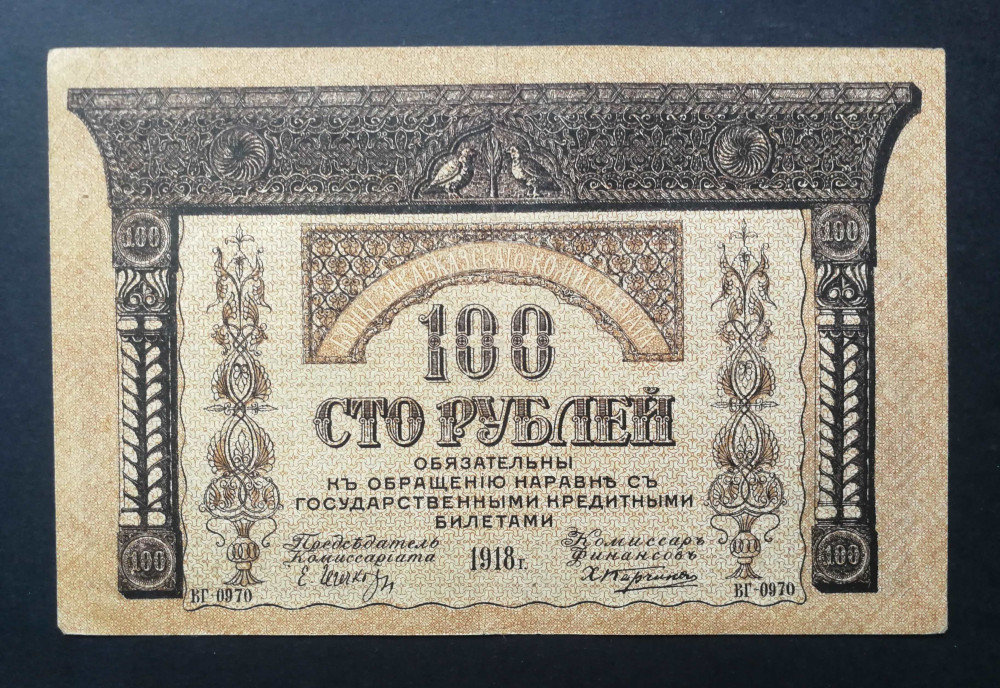 100 100
БОНА ЗАКАВКАЗСКАГО КОМИССАРІАТА
100
СТО РУБЛЕЙ
ОБЯЗАТЕЛЬНЫ
КЪ ОБРАЩЕНІЮ НАРАВНѢ СЪ
ГОСУДАРСТВЕННЫМИ КРЕДИТНЫМИ
БИЛЕТАМИ
Предсѣдатель
Комиссаріата
1918 г.
Комиссаръ
Финансовъ
100 100
ВГ-0970 ВГ-0970